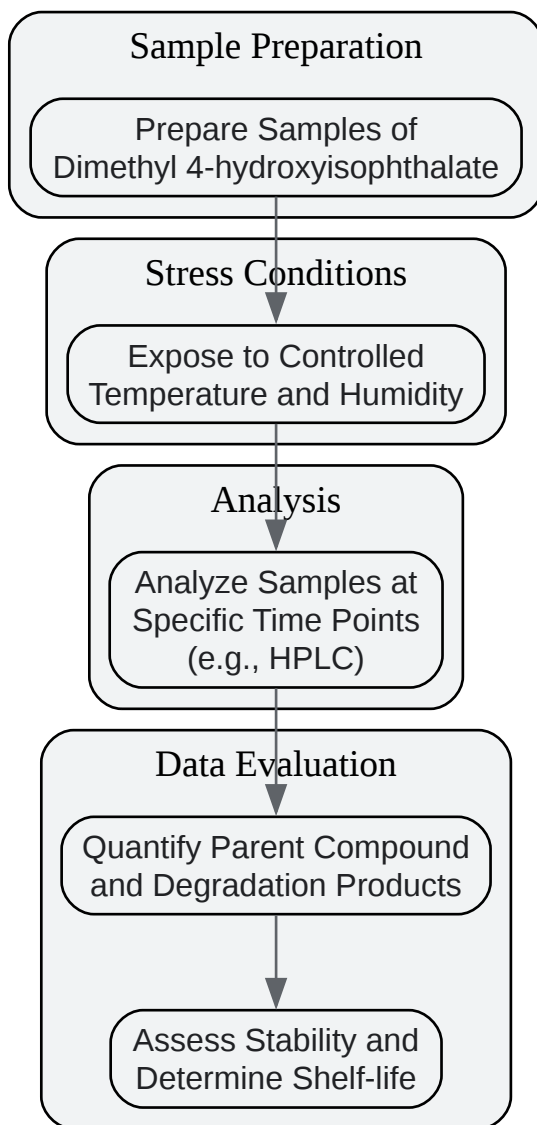 Sample Preparation
Prepare Samples of
Dimethyl 4-hydroxyisophthalate
Stress Conditions
Expose to Controlled
Temperature and Humidity
Analysis
Analyze Samples at
Specific Time Points
(e.g., HPLC)
Data Evaluation
Quantify Parent Compound
and Degradation Products
Assess Stability and
Determine Shelf-life